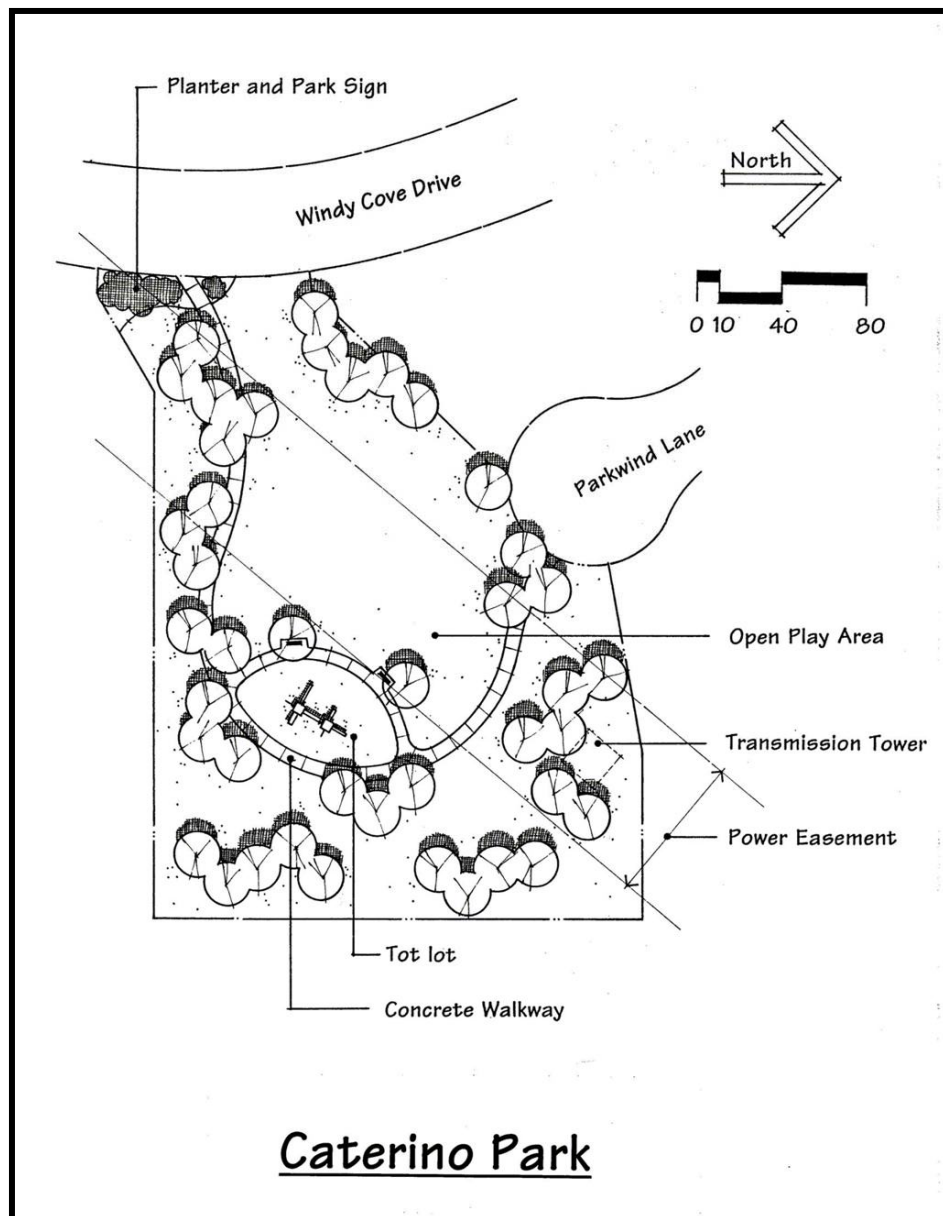 Planter and Park Sign
North
Windy Cove Drive
0 10 40 80
Parkwind Lane
Open Play Area
Transmission Tower
Power Easement
Tot lot
Concrete Walkway
Caterino Park